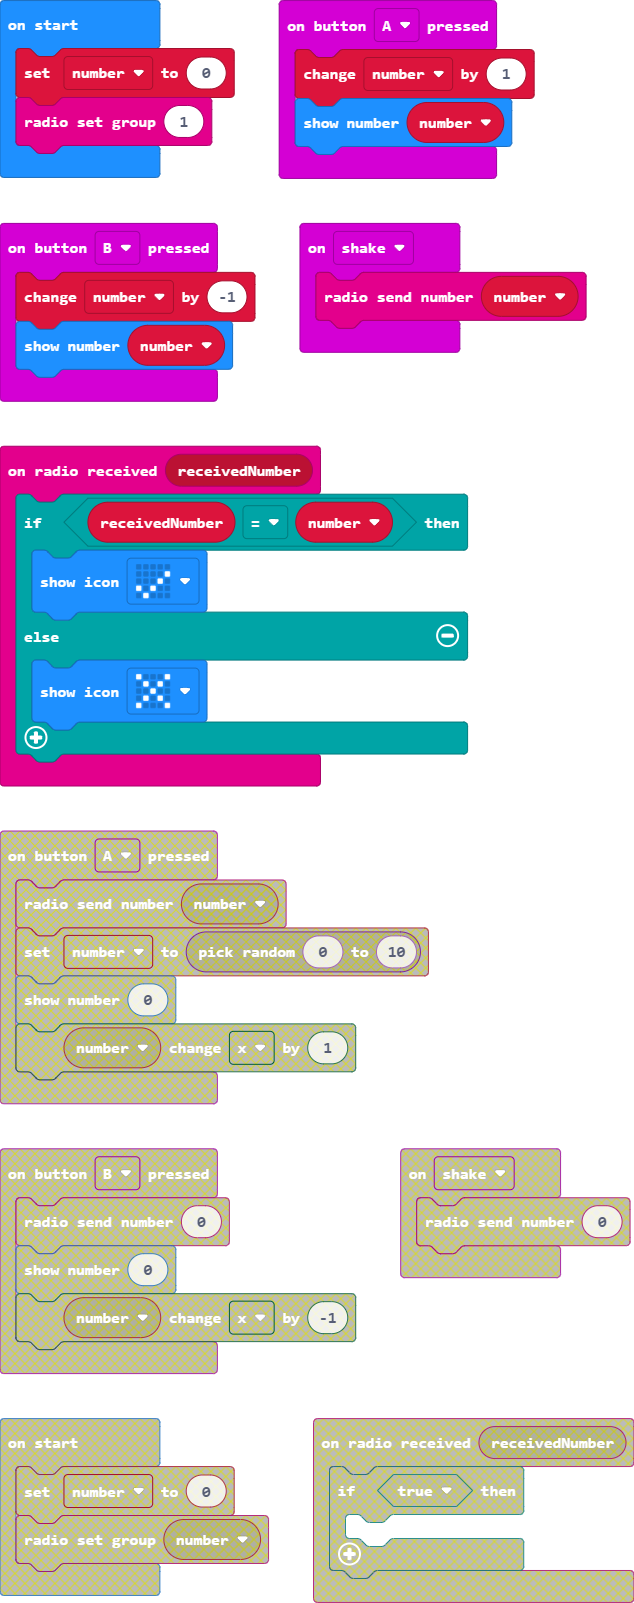 on start
set number to 0
radio set group 1
on button A pressed
change number by 1
show number number
on button B pressed
change number by -1
show number number
on shake
radio send number number
on radio received receivedNumber
if receivedNumber = number then
show icon
else
show icon
on button A pressed
radio send number number
set number to pick random 0 to 10
show number 0
number change x by 1
on button B pressed
radio send number 0
show number 0
number change x by -1
on shake
radio send number 0
on start
set number to 0
radio set group number
on radio received receivedNumber
if true then